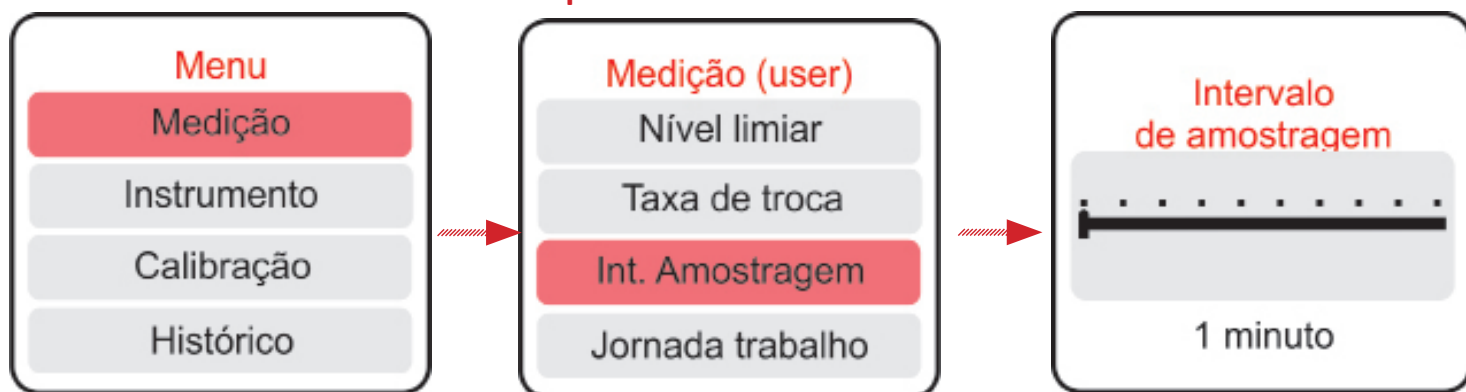 Menu
Medição
Instrumento
Calibração
Histórico
Medição (user)
Nível limiar
Taxa de troca
Int. Amostragem
Jornada trabalho
Intervalo
de amostragem
1 minuto